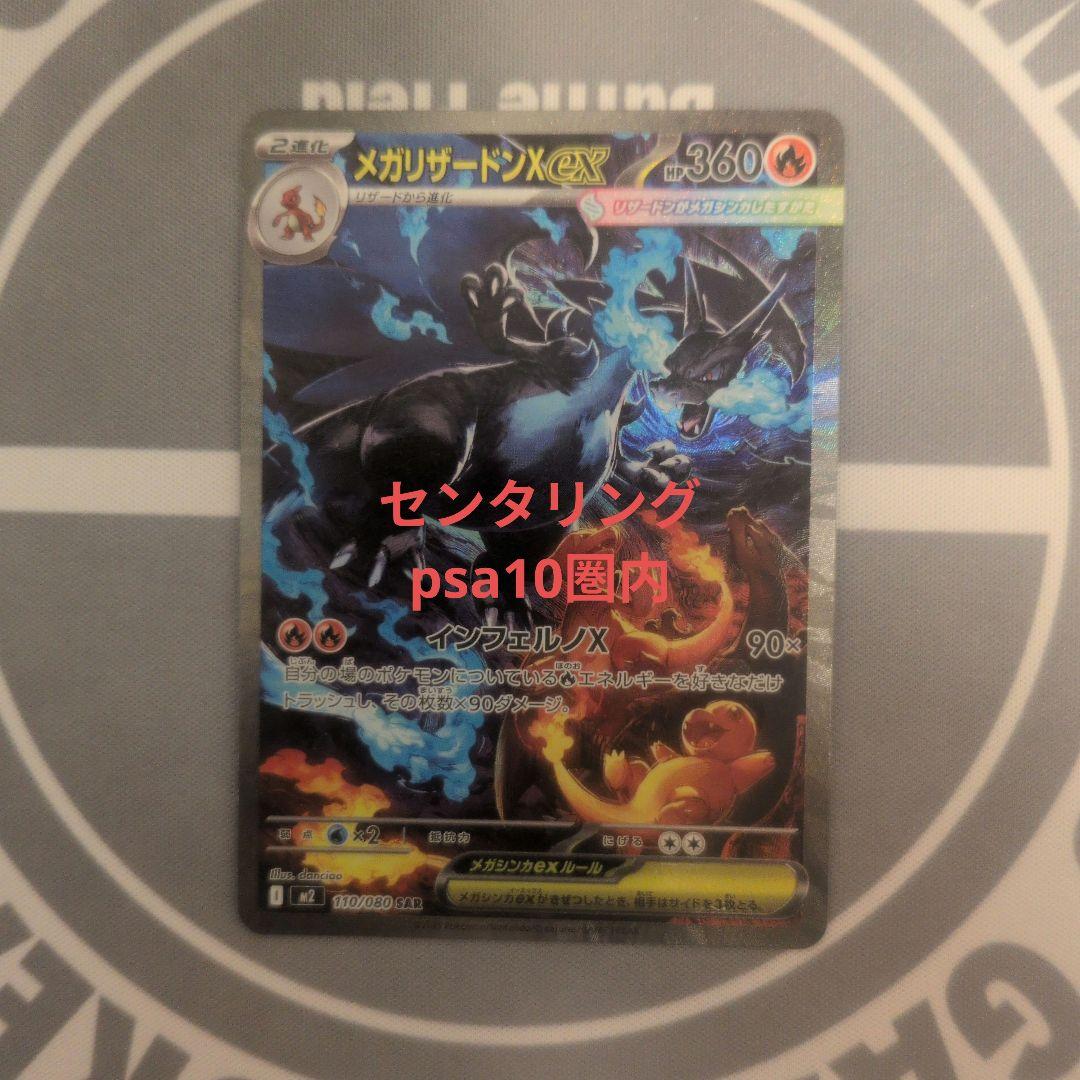 Battle Field
2進化
メガリザードンXex
HP360
リザードから進化
リザードンがメガシンカしたすがた
センタリング
psa10圏内
インフェルノX 90×
自分の場のポケモンについているエネルギーを好きなだけ
トラッシュし、その枚数×90ダメージ。
弱点 ×2 抵抗力 にげる
メガシンカexルール
Illus. danciao
メガシンカexがきぜつしたとき、相手はサイドを3枚とる。
M2 110/080 SAR